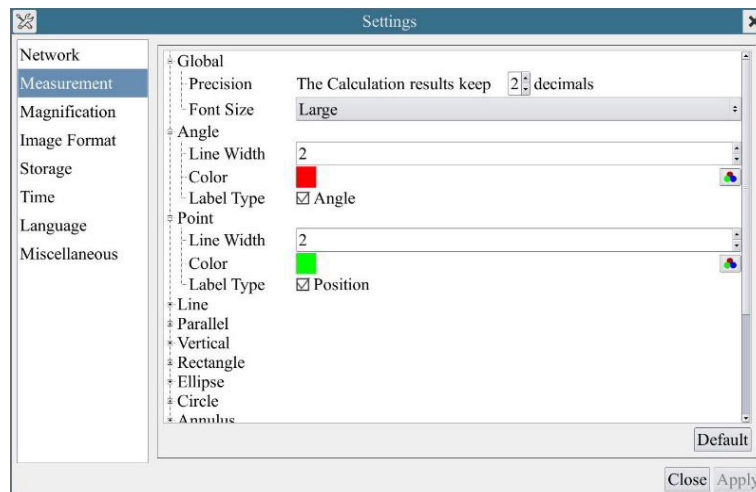 Settings
Network
Measurement
Magnification
Image Format
Storage
Time
Language
Miscellaneous
Global
Precision The Calculation results keep 2 decimals
Font Size Large
Angle
Line Width 2
Color
Label Type Angle
Point
Line Width 2
Color
Label Type Position
Line
Parallel
Vertical
Rectangle
Ellipse
Circle
Annulus
Default
Close Apply